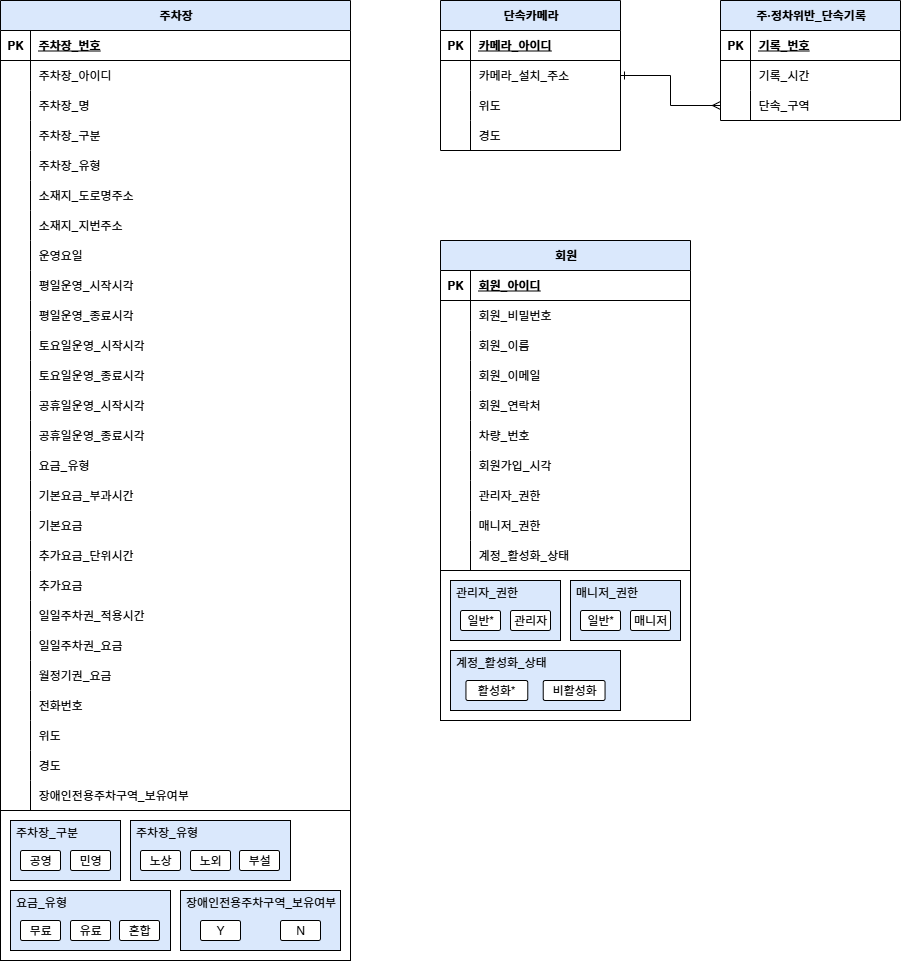 주차장
PK 주차장_번호
주차장_아이디
주차장_명
주차장_구분
주차장_유형
소재지_도로명주소
소재지_지번주소
운영요일
평일운영_시작시각
평일운영_종료시각
토요일운영_시작시각
토요일운영_종료시각
공휴일운영_시작시각
공휴일운영_종료시각
요금_유형
기본요금_부과시간
기본요금
추가요금_단위시간
추가요금
일일주차권_적용시간
일일주차권_요금
월정기권_요금
전화번호
위도
경도
장애인전용주차구역_보유여부
주차장_구분
공영 민영
주차장_유형
노상 노외 부설
요금_유형
무료 유료 혼합
장애인전용주차구역_보유여부
Y N
단속카메라
PK 카메라_아이디
카메라_설치_주소
위도
경도
주·정차위반_단속기록
PK 기록_번호
기록_시간
단속_구역
회원
PK 회원_아이디
회원_비밀번호
회원_이름
회원_이메일
회원_연락처
차량_번호
회원가입_시각
관리자_권한
매니저_권한
계정_활성화_상태
관리자_권한
일반* 관리자
매니저_권한
일반* 매니저
계정_활성화_상태
활성화* 비활성화